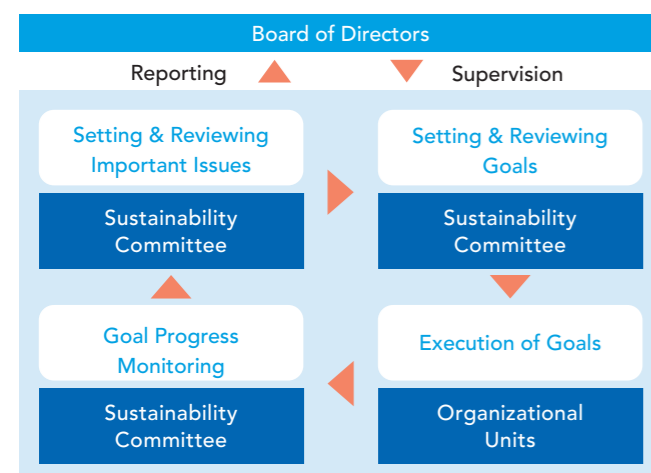 Board of Directors
Reporting
Supervision
Setting & Reviewing
Important Issues
Sustainability
Committee
Setting & Reviewing
Goals
Sustainability
Committee
Goal Progress
Monitoring
Sustainability
Committee
Execution of Goals
Organizational
Units